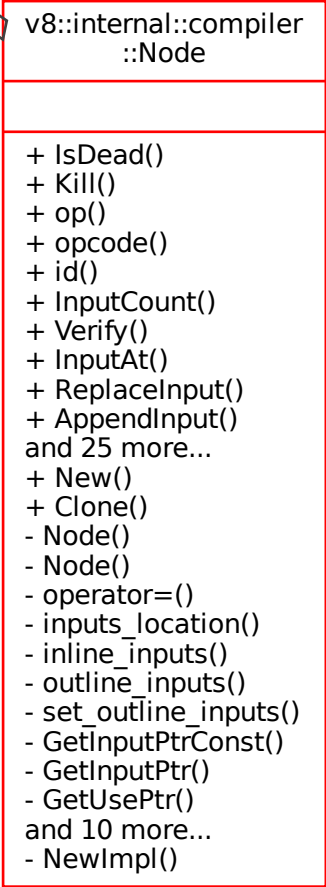 v8::internal::compiler
::Node
+ IsDead()
+ Kill()
+ op()
+ opcode()
+ id()
+ InputCount()
+ Verify()
+ InputAt()
+ ReplaceInput()
+ AppendInput()
and 25 more...
+ New()
+ Clone()
- Node()
- Node()
- operator=()
- inputs_location()
- inline_inputs()
- outline_inputs()
- set_outline_inputs()
- GetInputPtrConst()
- GetInputPtr()
- GetUsePtr()
and 10 more...
- NewImpl()